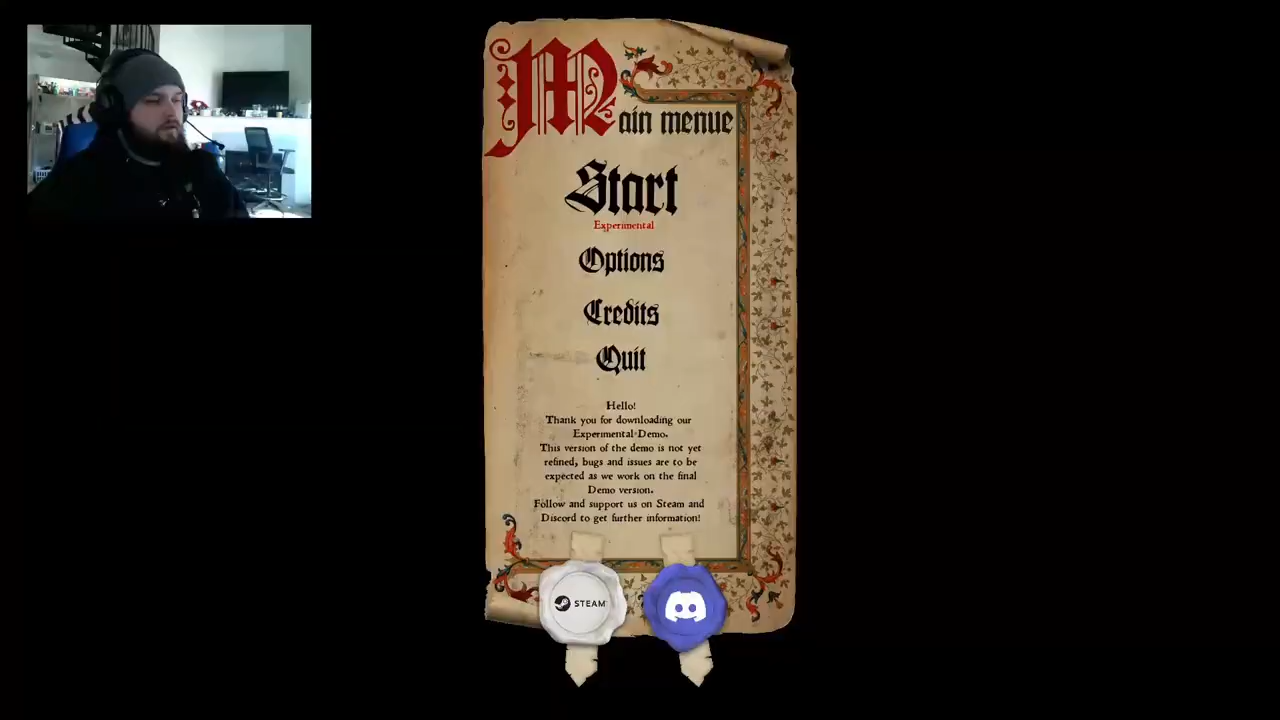 Main menue
Start
Experimental
Options
Credits
Quit
Hello!
Thank you for downloading our
Experimental Demo.
This version of the demo is not yet
refined, bugs and issues are to be
expected as we work on the final
Demo version.
Follow and support us on Steam and
Discord to get further information!
STEAM